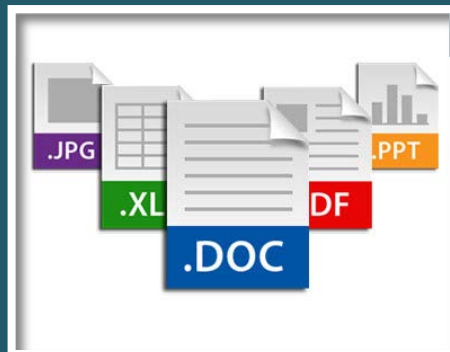 .JPG
.XL
.DOC
DF
.PPT